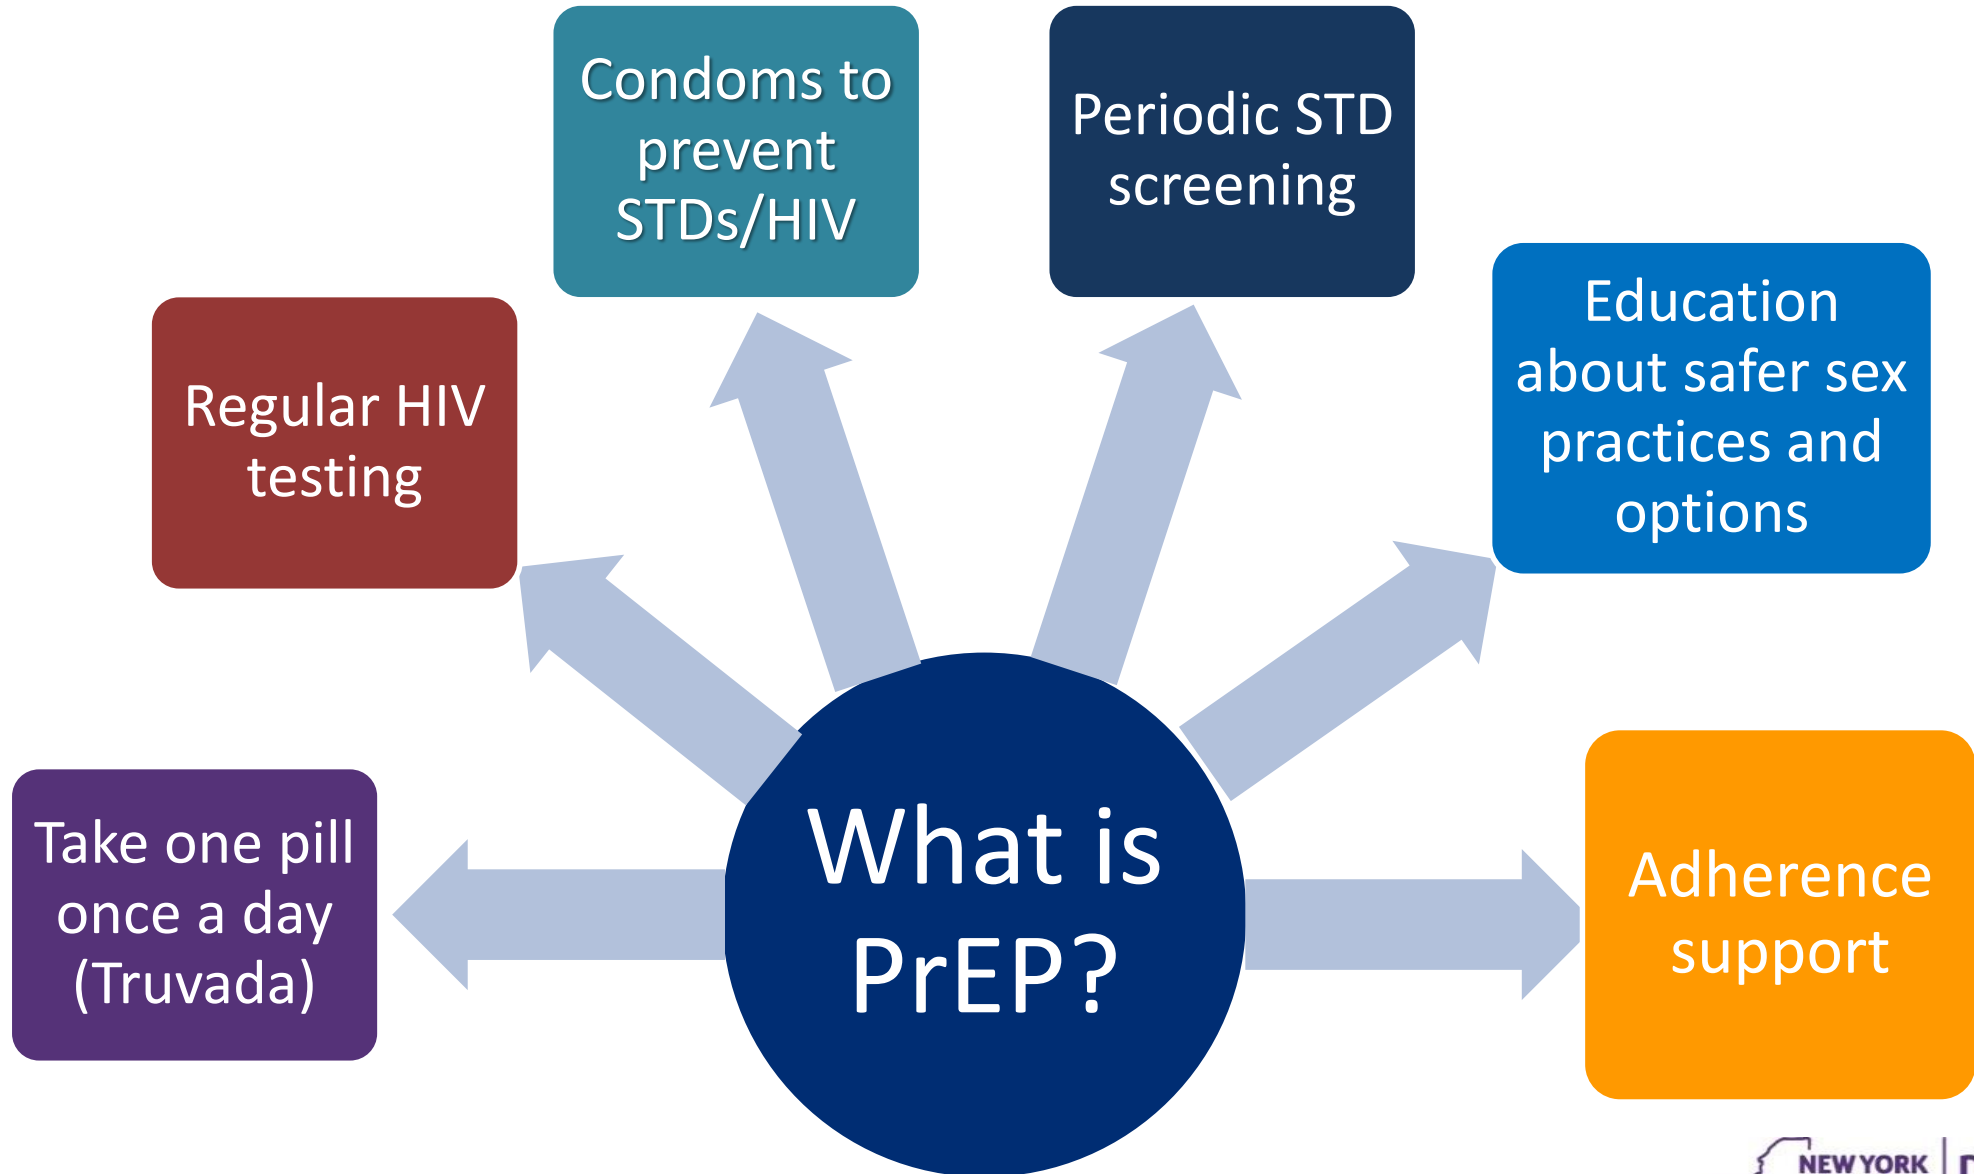 Condoms to
prevent
STDs/HIV
Periodic STD
screening
Regular HIV
testing
Education
about safer sex
practices and
options
Take one pill
once a day
(Truvada)
What is
PrEP?
Adherence
support
NEW YORK